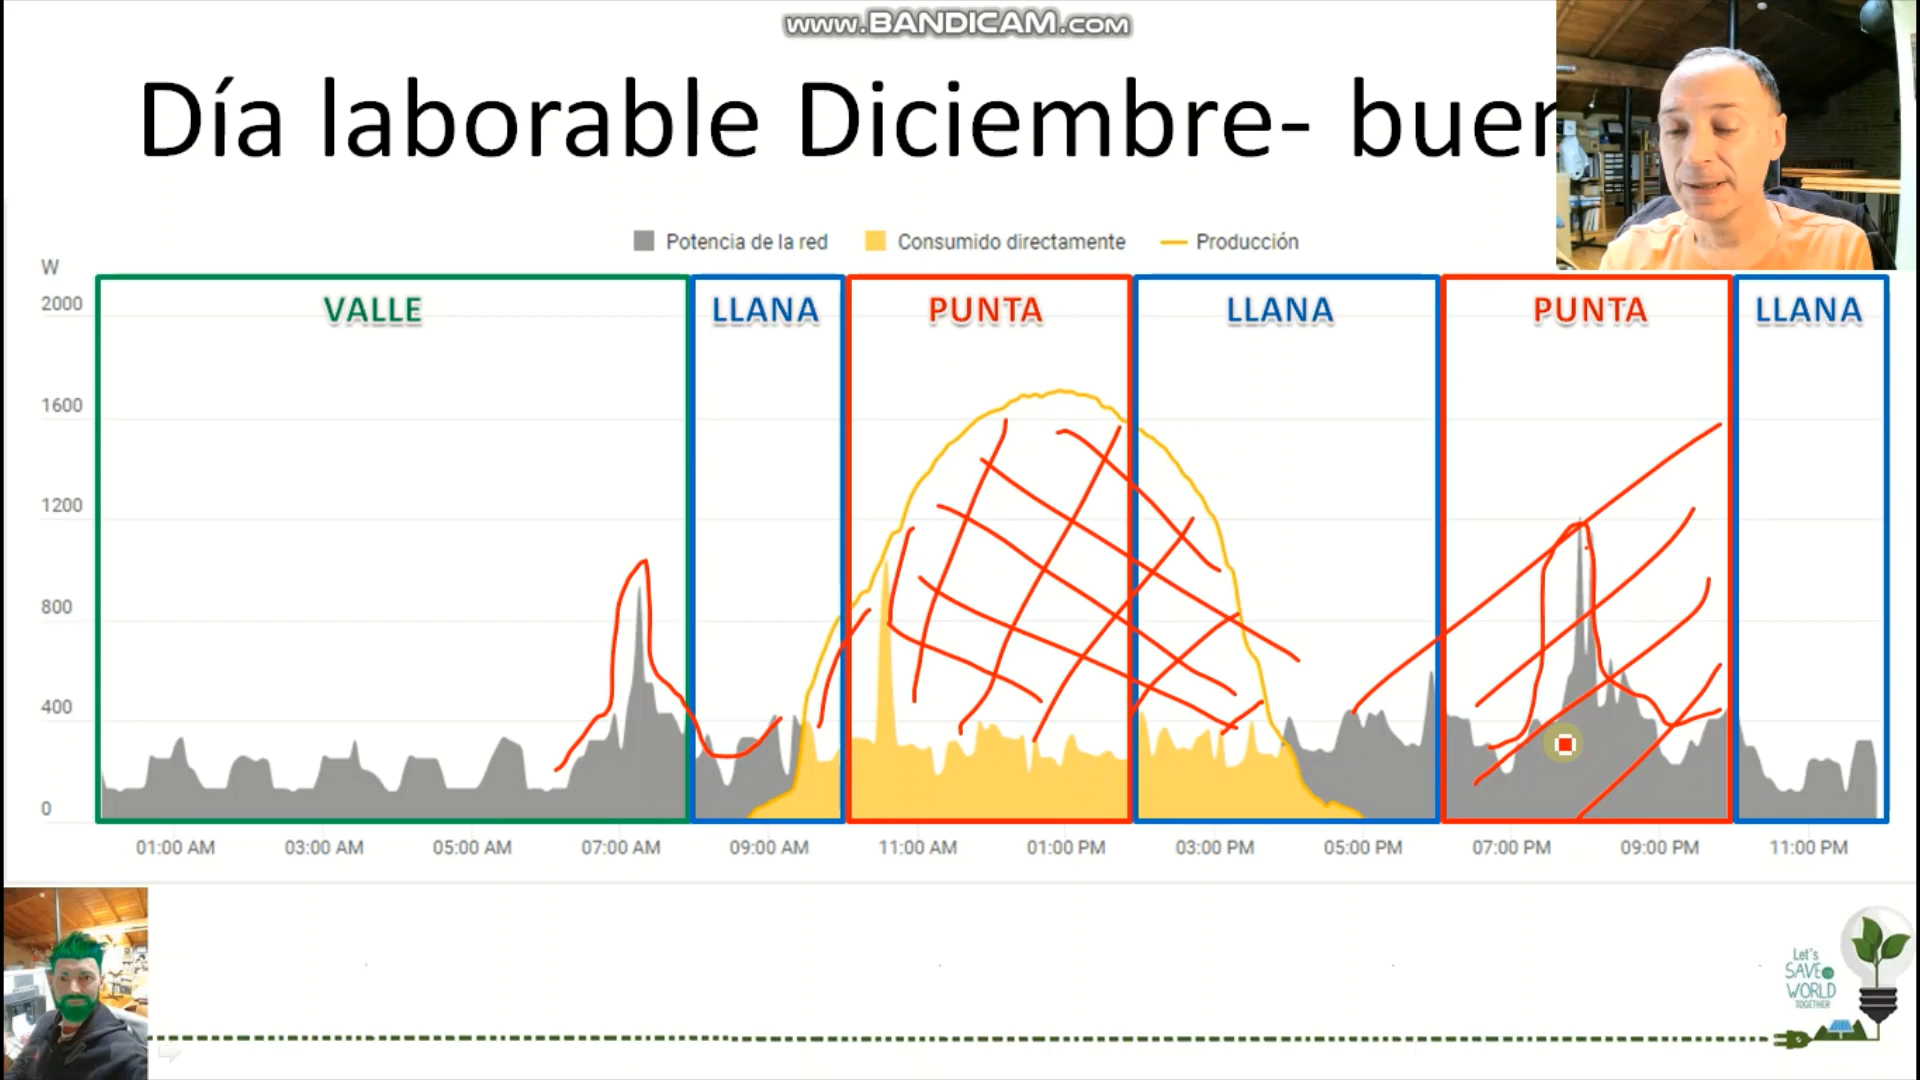 www.BANDICAM.com
Día laborable Diciembre- buen
Potencia de la red Consumido directamente Producción
W
VALLE LLANA PUNTA LLANA PUNTA LLANA
2000
1600
1200
800
400
0
01:00 AM 03:00 AM 05:00 AM 07:00 AM 09:00 AM 11:00 AM 01:00 PM 03:00 PM 05:00 PM 07:00 PM 09:00 PM 11:00 PM
Let's
SAVE
WORLD
TOGETHER